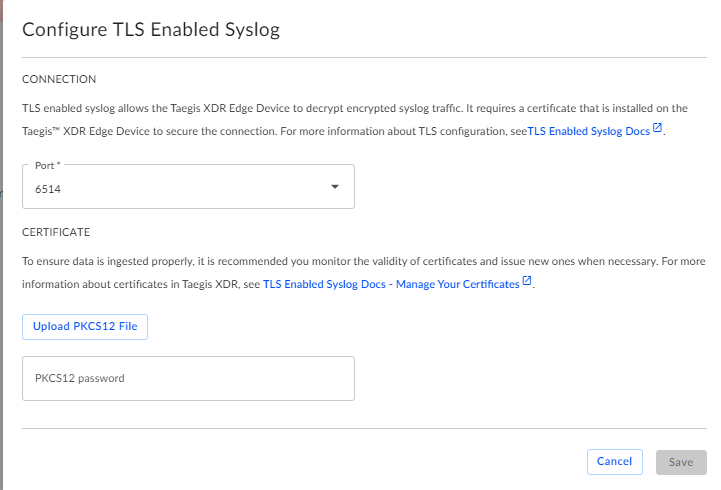 Configure TLS Enabled Syslog
CONNECTION
TLS enabled syslog allows the Taegis XDR Edge Device to decrypt encrypted syslog traffic. It requires a certificate that is installed on the
Taegis™ XDR Edge Device to secure the connection. For more information about TLS configuration, seeTLS Enabled Syslog Docs.
Port *
6514
CERTIFICATE
To ensure data is ingested properly, it is recommended you monitor the validity of certificates and issue new ones when necessary. For more
information about certificates in Taegis XDR, see TLS Enabled Syslog Docs - Manage Your Certificates.
Upload PKCS12 File
PKCS12 password
Cancel
Save